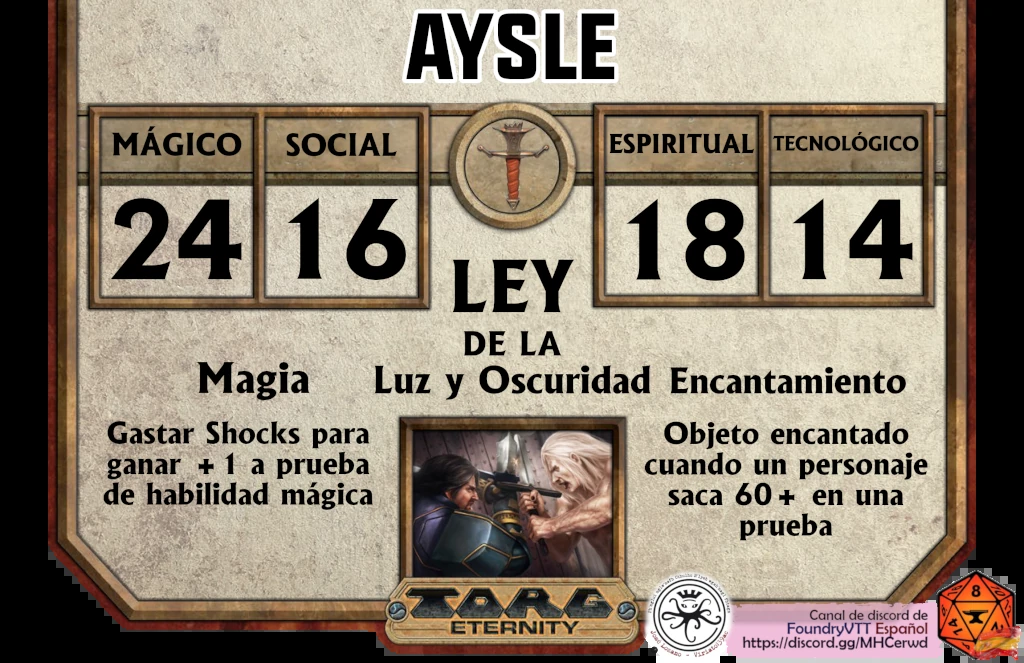 AYSLE
MÁGICO SOCIAL ESPIRITUAL TECNOLÓGICO
24 16 18 14
LEY
DE LA
Magia Luz y Oscuridad Encantamiento
Gastar Shocks para
ganar +1 a prueba
de habilidad mágica
Objeto encantado
cuando un personaje
saca 60+ en una
prueba
TORG
ETERNITY
Canal de discord de
FoundryVTT Español
https://discord.gg/MHCerwd
8